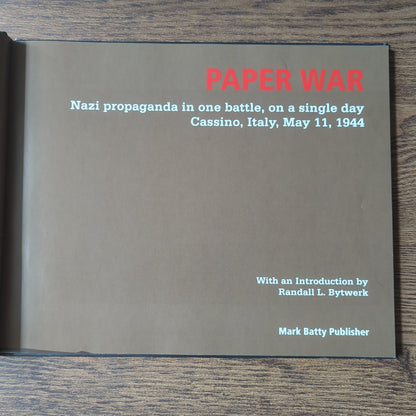 PAPER WAR
Nazi propaganda in one battle, on a single day
Cassino, Italy, May 11, 1944
With an Introduction by
Randall L. Bytwerk
Mark Batty Publisher